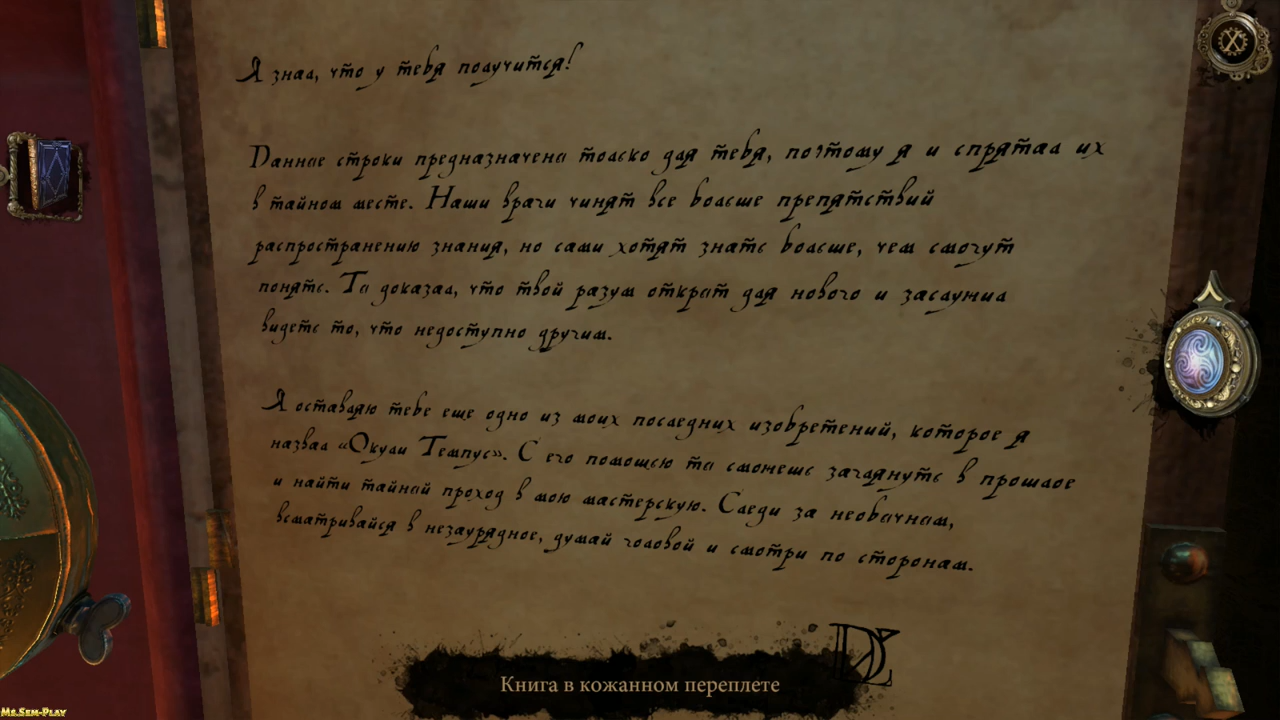 Я знал, что у тебя получится!
Данные строки предназначены только для тебя, поэтому я и спрятал их
в тайном месте. Наши враги чинят все больше препятствий
распространению знания, но сами хотят знать больше, чем смогут
понять. Ты доказал, что твой разум открыт для нового и заслужил
видеть то, что недоступно другим.
Я оставляю тебе еще одно из моих последних изобретений, которое я
назвал «Окули Темпус». С его помощью ты сможешь заглянуть в прошлое
и найти тайный проход в мою мастерскую. Следи за необычным,
всматривайся в незаурядное, думай головой и смотри по сторонам.
Книга в кожанном переплете
Mr.Sem-Play